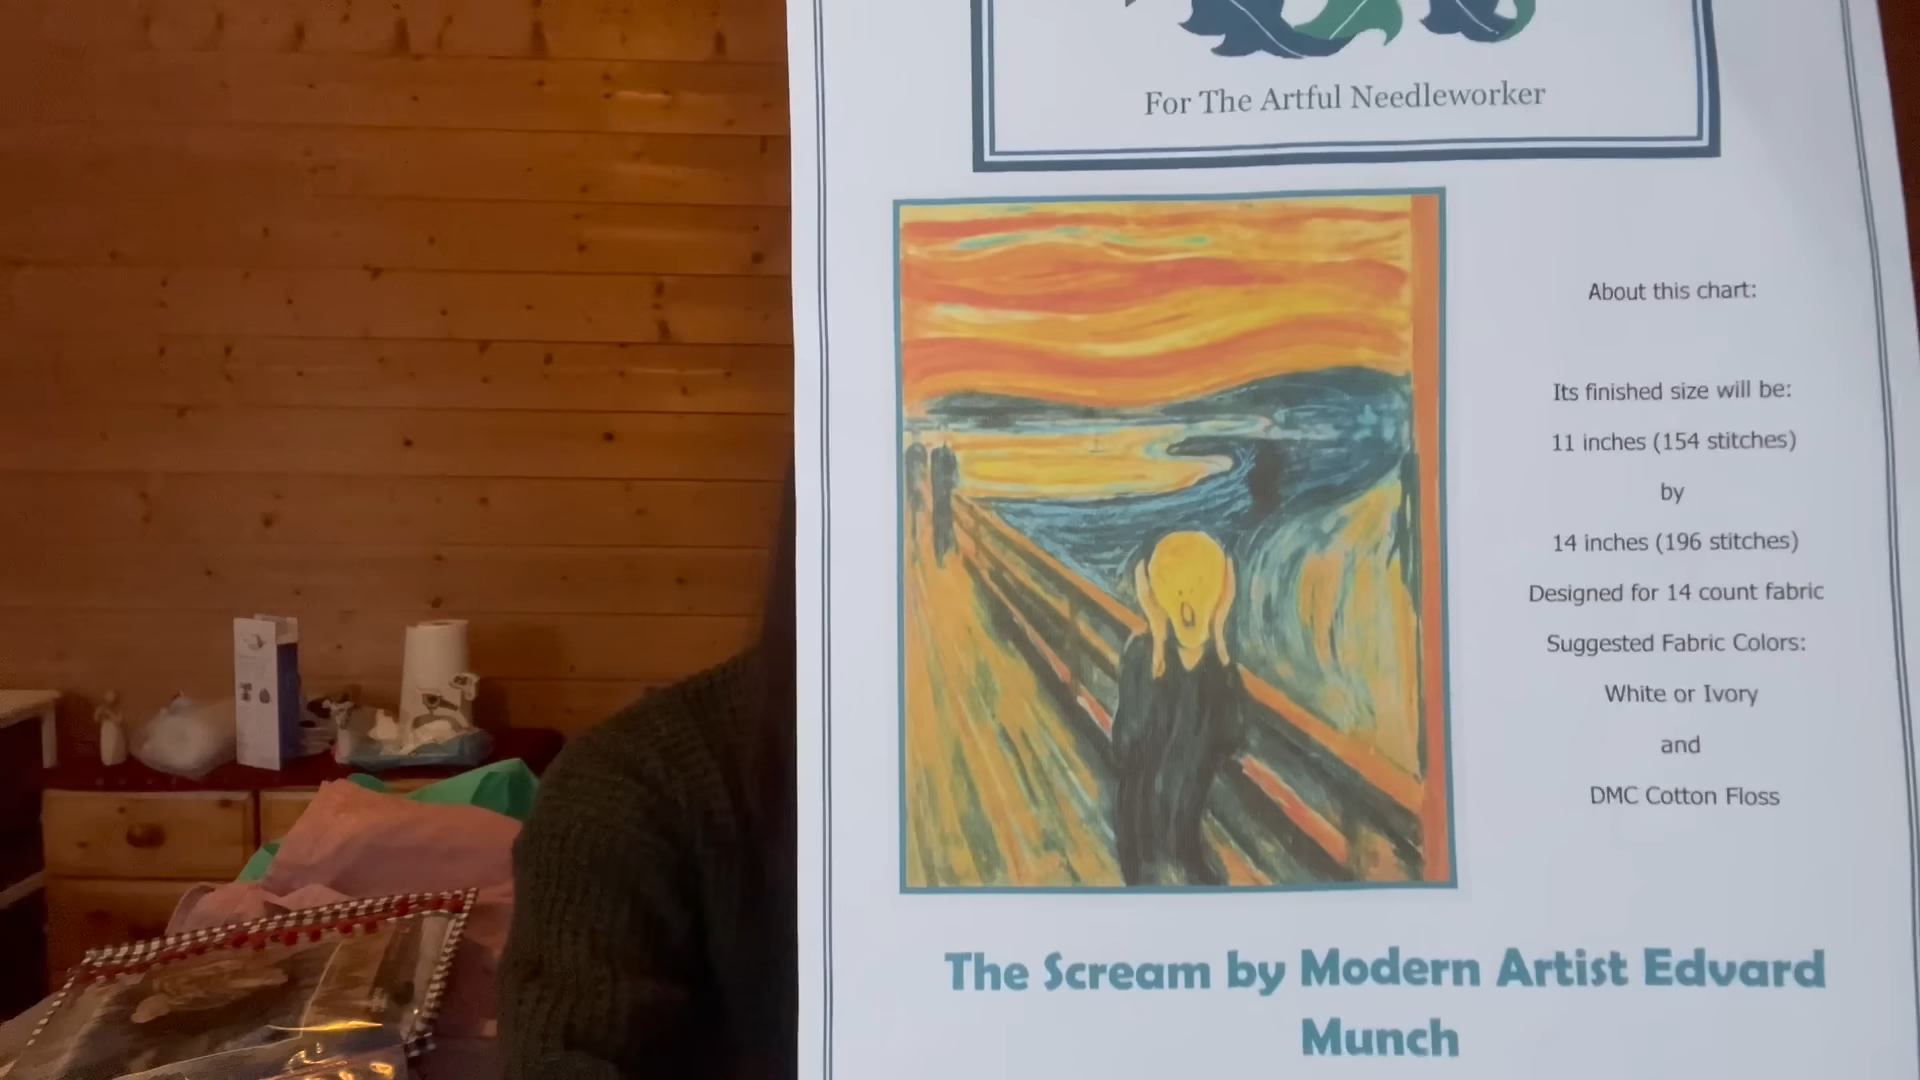 For The Artful Needleworker
About this chart:
Its finished size will be:
11 inches (154 stitches)
by
14 inches (196 stitches)
Designed for 14 count fabric
Suggested Fabric Colors:
White or Ivory
and
DMC Cotton Floss
The Scream by Modern Artist Edvard
Munch